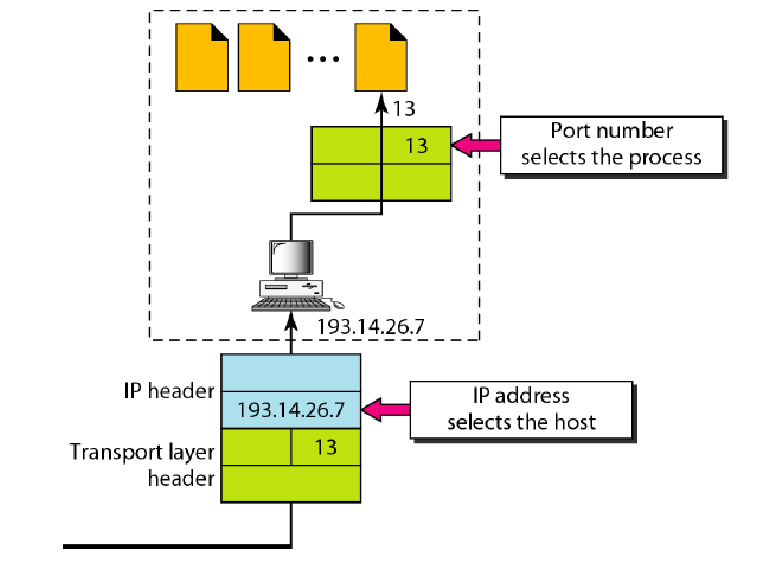 13
13
Port number
selects the process
193.14.26.7
IP header
193.14.26.7
IP address
selects the host
Transport layer
header
13